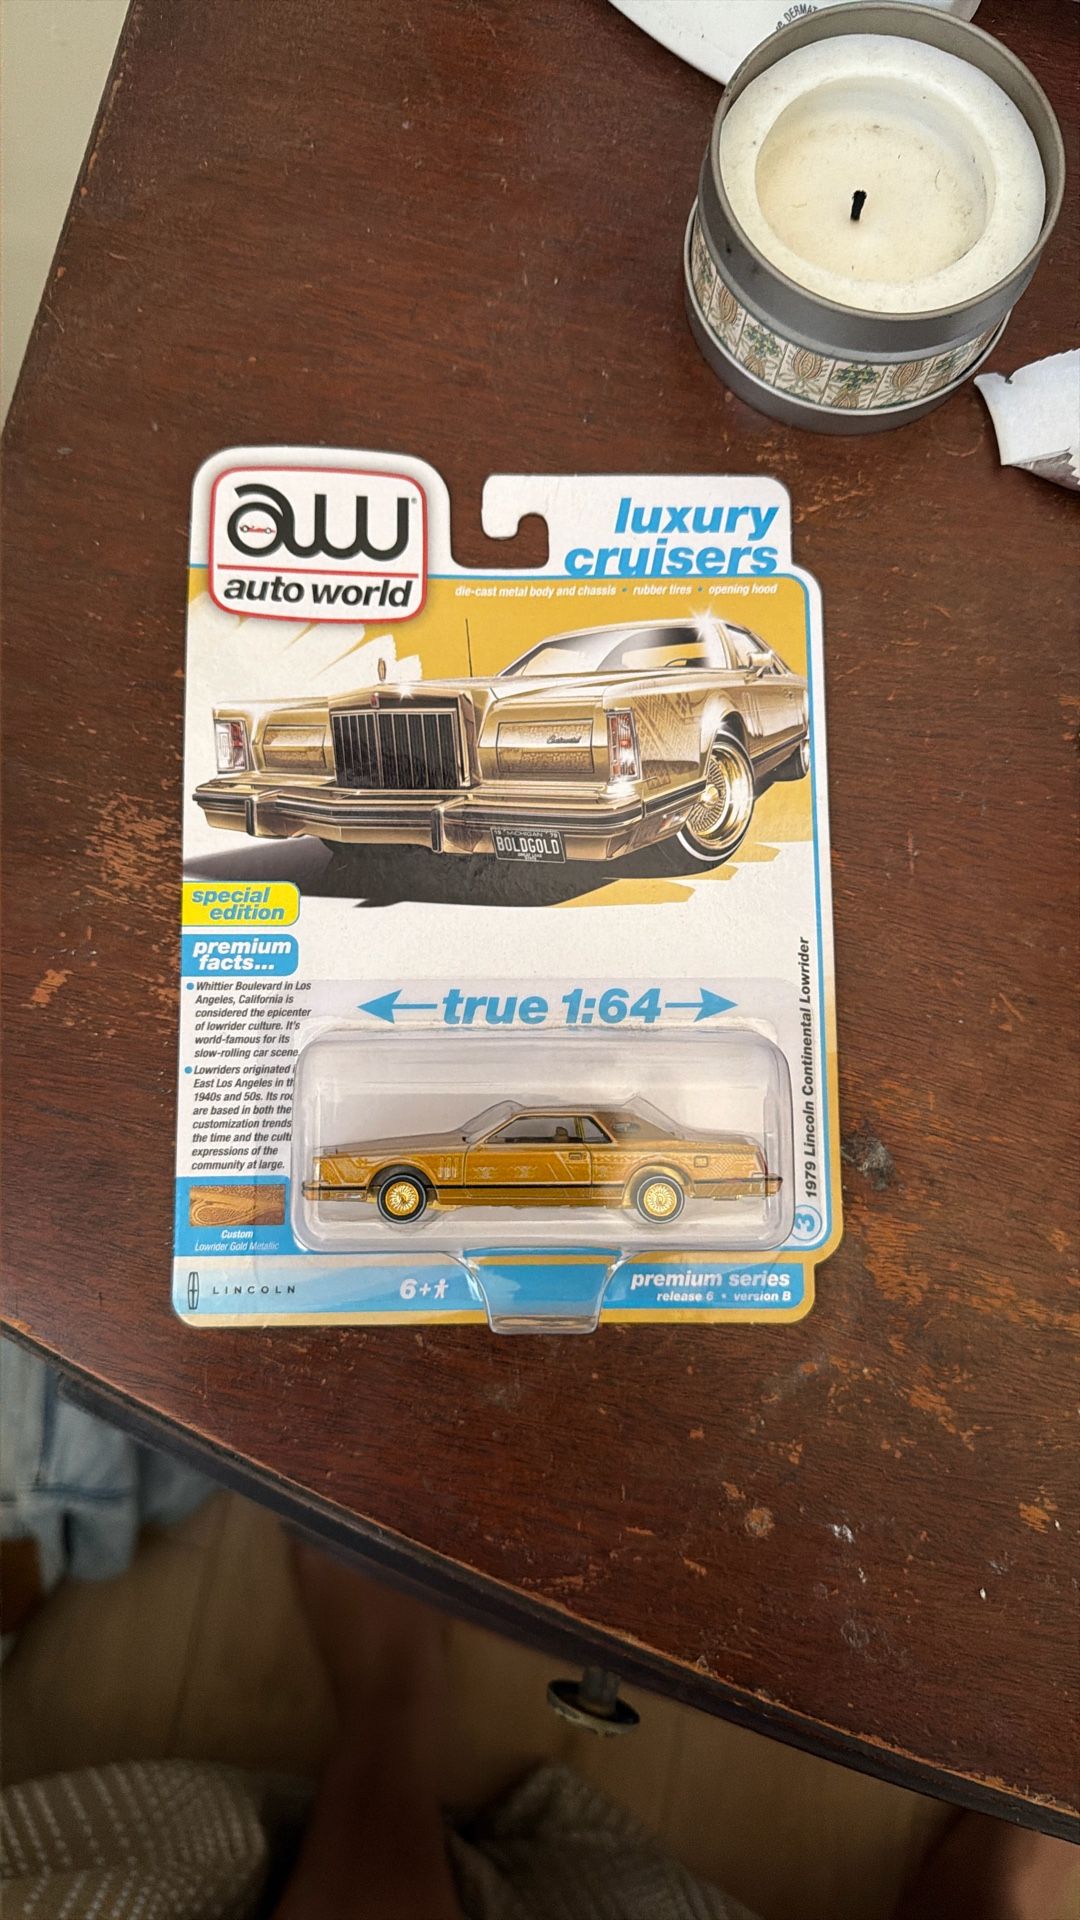 DERMAT
aw
auto world
luxury
cruisers
die-cast metal body and chassis • rubber tires • opening hood
Continental
MICHIGAN
BOLDGOLD
special
edition
premium
facts...
• Whittier Boulevard in Los
Angeles, California is
considered the epicenter
of lowrider culture. It's
world-famous for its
slow-rolling car scene.
• Lowriders originated
East Los Angeles in
1940s and 50s. Its
are based in both the
customization trends
the time and the
expressions of the
community at large.
true 1:64
1979 Lincoln Continental Lowrider
3
Custom
Lowrider Gold Metallic
LINCOLN
6+
premium series
release 6 • version B